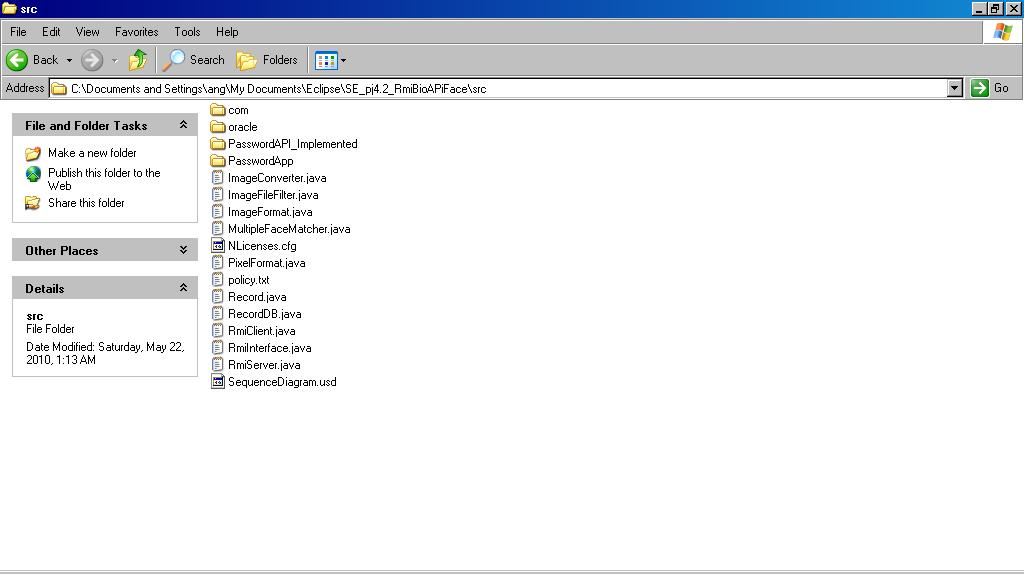 src
File Edit View Favorites Tools Help
Back Search Folders
Address C:\Documents and Settings\ang\My Documents\Eclipse\SE_pj4.2_RmiBioAPiFace\src Go
File and Folder Tasks
Make a new folder
Publish this folder to the
Web
Share this folder
Other Places
Details
src
File Folder
Date Modified: Saturday, May 22,
2010, 1:13 AM
com
oracle
PasswordAPI_Implemented
PasswordApp
ImageConverter.java
ImageFileFilter.java
ImageFormat.java
MultipleFaceMatcher.java
NLicenses.cfg
PixelFormat.java
policy.txt
Record.java
RecordDB.java
RmiClient.java
RmiInterface.java
RmiServer.java
SequenceDiagram.usd